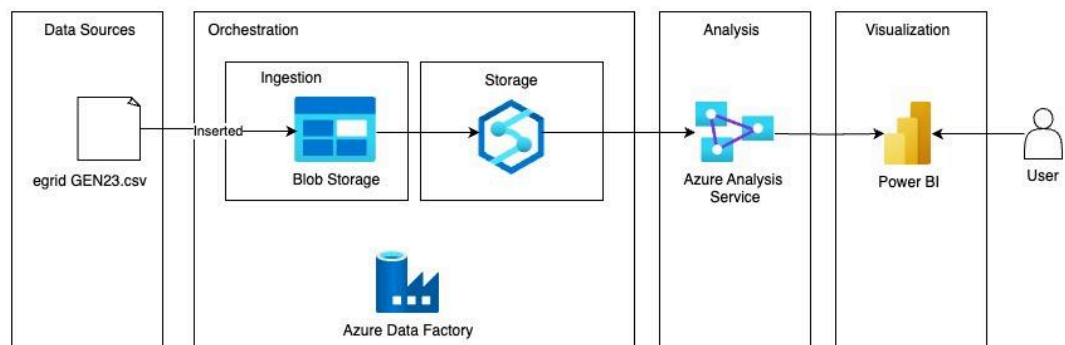 Data Sources
Orchestration
Analysis
Visualization
Ingestion
Storage
Inserted
egrid GEN23.csv
Blob Storage
Azure Analysis
Service
Power BI
User
Azure Data Factory